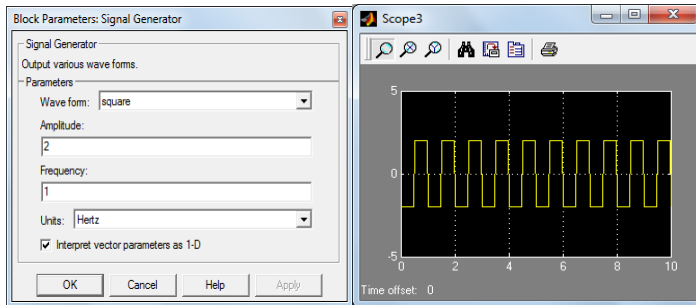 Block Parameters: Signal Generator
Signal Generator
Output various wave forms.
Parameters
Wave form: square
Amplitude:
2
Frequency:
1
Units: Hertz
Interpret vector parameters as 1-D
OK Cancel Help Apply
Scope3
5
0
-5
0 2 4 6 8 10
Time offset: 0